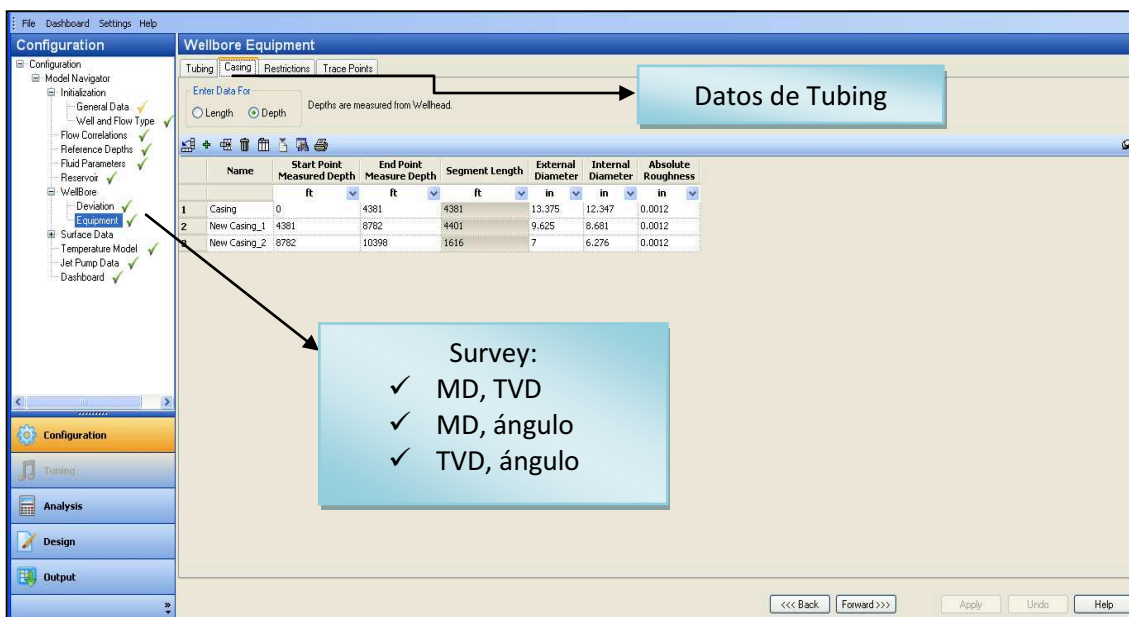 File Dashboard Settings Help
Configuration
Configuration
Model Navigator
Initialization
General Data
Well and Flow Type
Flow Correlations
Reference Depths
Fluid Parameters
Reservoir
WellBore
Deviation
Equipment
Surface Data
Temperature Model
Jet Pump Data
Dashboard
Configuration
Tuning
Analysis
Design
Output
Wellbore Equipment
Tubing Casing Restrictions Trace Points
Enter Data For
Length Depth
Depths are measured from Wellhead.
Datos de Tubing
Name Start Point Measured Depth End Point Measure Depth Segment Length External Diameter Internal Diameter Absolute Roughness
ft ft ft in in in
1 Casing 0 4381 4381 13.375 12.347 0.0012
2 New Casing_1 4381 8782 4401 9.625 8.681 0.0012
3 New Casing_2 8782 10398 1616 7 6.276 0.0012
Survey:
✓ MD, TVD
✓ MD, ángulo
✓ TVD, ángulo
<<< Back Forward >>> Apply Undo Help